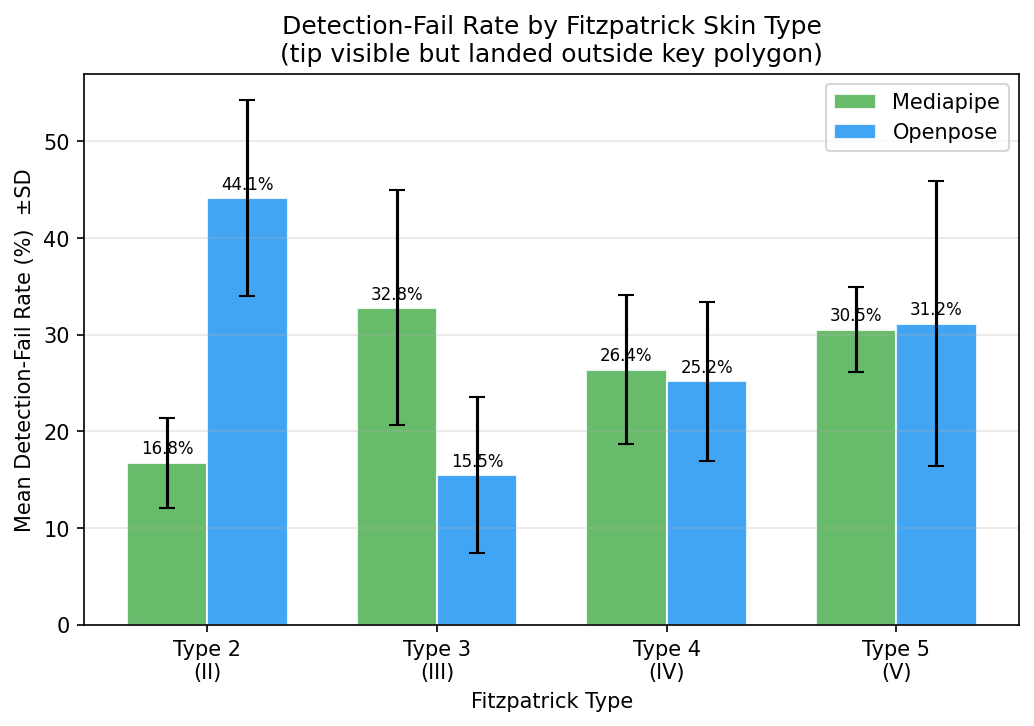 Detection-Fail Rate by Fitzpatrick Skin Type
(tip visible but landed outside key polygon)
Mediapipe
Openpose
Mean Detection-Fail Rate (%)  ±SD
50
40
30
20
10
0
16.8%
44.1%
32.8%
15.5%
26.4%
25.2%
30.5%
31.2%
Type 2
(II)
Type 3
(III)
Type 4
(IV)
Type 5
(V)
Fitzpatrick Type